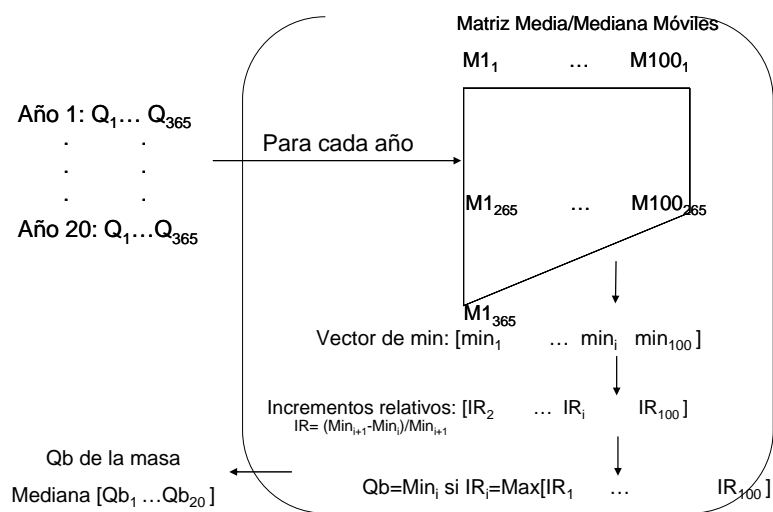 Matriz Media/Mediana Móviles
M1₁ … M100₁
Año 1: Q₁… Q₃₆₅
. .
Para cada año
. .
. .
M1₂₆₅ … M100₂₆₅
Año 20: Q₁…Q₃₆₅
M1₃₆₅
Vector de min: [min₁ … minᵢ min₁₀₀ ]
Incrementos relativos: [IR₂ … IRᵢ IR₁₀₀ ]
IR= (Minᵢ₊₁-Minᵢ)/Minᵢ₊₁
Qb de la masa
Mediana [Qb₁ …Qb₂₀ ]
Qb=Minᵢ si IRᵢ=Max[IR₁ … IR₁₀₀ ]